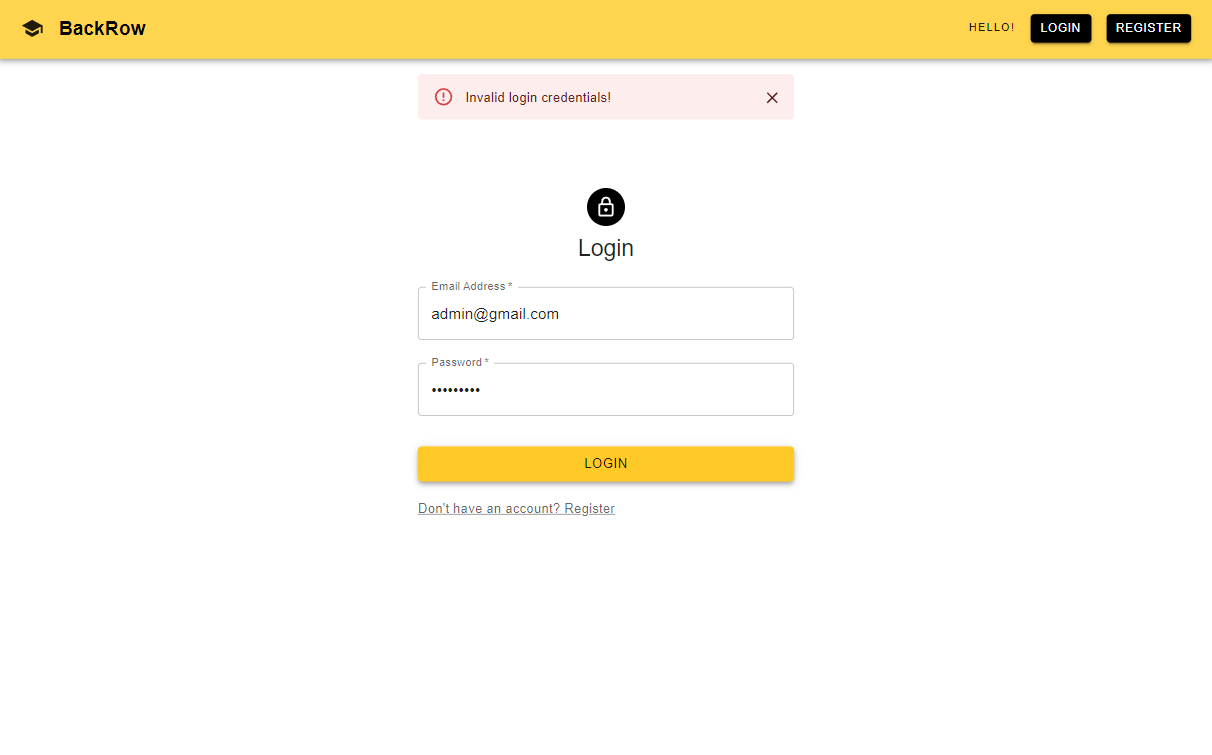 BackRow
HELLO!
LOGIN
REGISTER
Invalid login credentials!
Login
Email Address *
admin@gmail.com
Password *
•••••••••
LOGIN
Don't have an account? Register